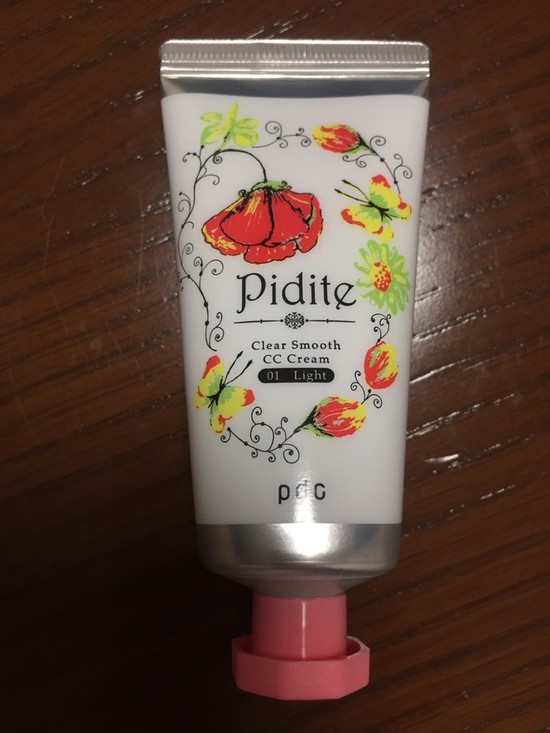 Pidite
Clear Smooth
CC Cream
01 Light
pdc